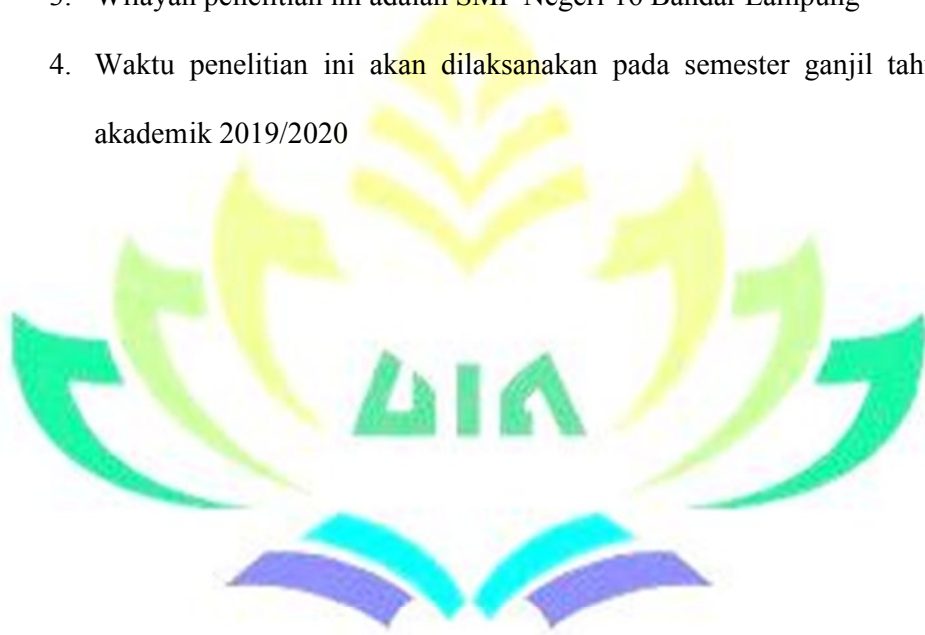 3. Wilayah penelitian ini adalah SMP Negeri 16 Bandar Lampung
4. Waktu penelitian ini akan dilaksanakan pada semester ganjil
akademik 2019/2020
UIN